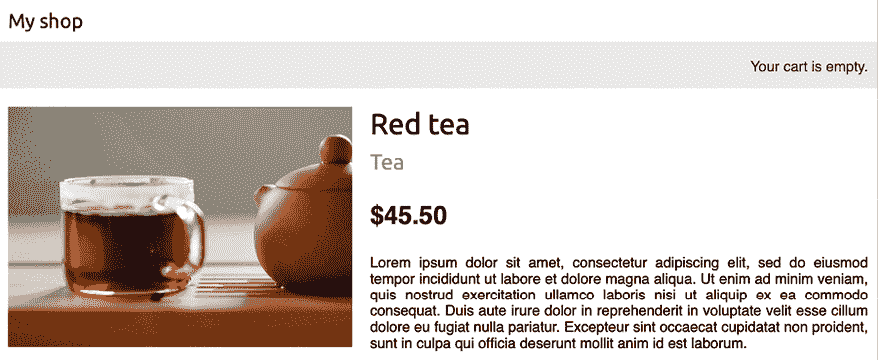 My shop
Your cart is empty.
Red tea
Tea
$45.50
Lorem ipsum dolor sit amet, consectetur adipiscing elit, sed do eiusmod
tempor incididunt ut labore et dolore magna aliqua. Ut enim ad minim veniam,
quis nostrud exercitation ullamco laboris nisi ut aliquip ex ea commodo
consequat. Duis aute irure dolor in reprehenderit in voluptate velit esse cillum
dolore eu fugiat nulla pariatur. Excepteur sint occaecat cupidatat non proident,
sunt in culpa qui officia deserunt mollit anim id est laborum.